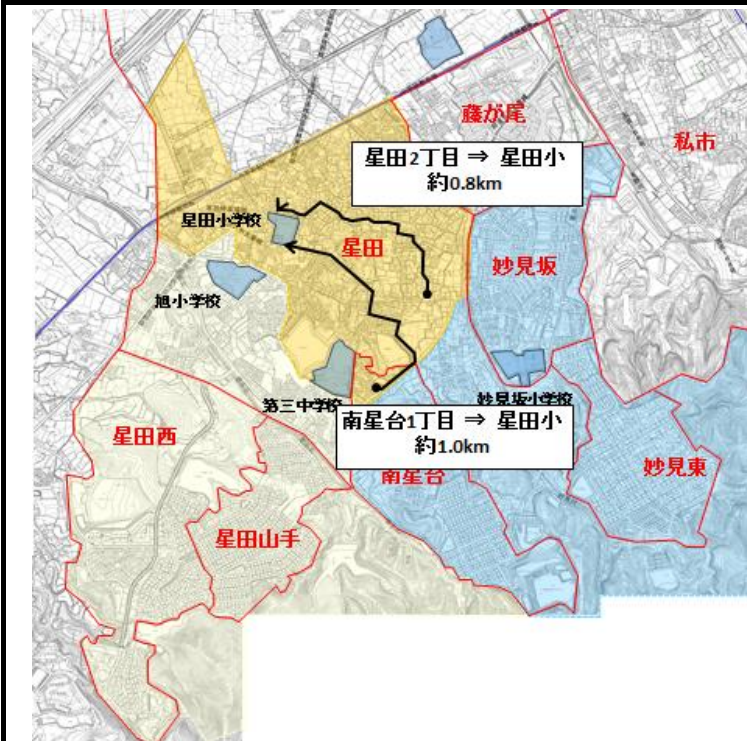 藤が尾
私市
星田2丁目 ⇒ 星田小
約0.8km
星田小学校
星田
妙見坂
旭小学校
第三中学校
妙見坂小学校
南星台1丁目 ⇒ 星田小
約1.0km
星田西
南星台
妙見東
星田山手